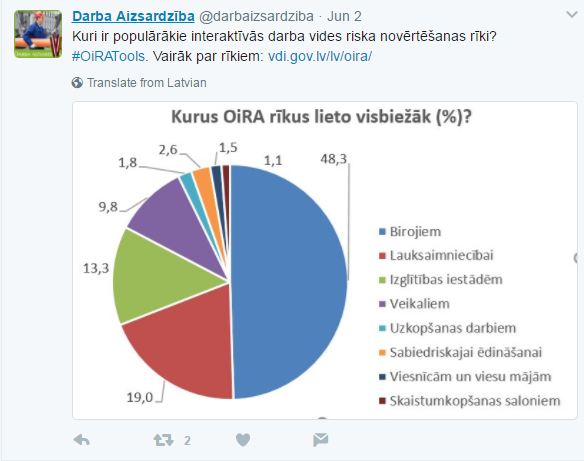 Darba Aizsardzība @darbaizsardziba · Jun 2
Kuri ir populārākie interaktīvās darba vides riska novērtēšanas rīki?
#OiRATools. Vairāk par rīkiem: vdi.gov.lv/lv/oira/
Translate from Latvian
Kurus OiRA rīkus lieto visbiežāk (%)?
1,5
2,6
1,1
48,3
1,8
9,8
13,3
19,0
Birojiem
Lauksaimniecībai
Izglītības iestādēm
Veikaliem
Uzkopšanas darbiem
Sabiedriskajai ēdināšanai
Viesnīcām un viesu mājām
Skaistumkopšanas saloniem
2